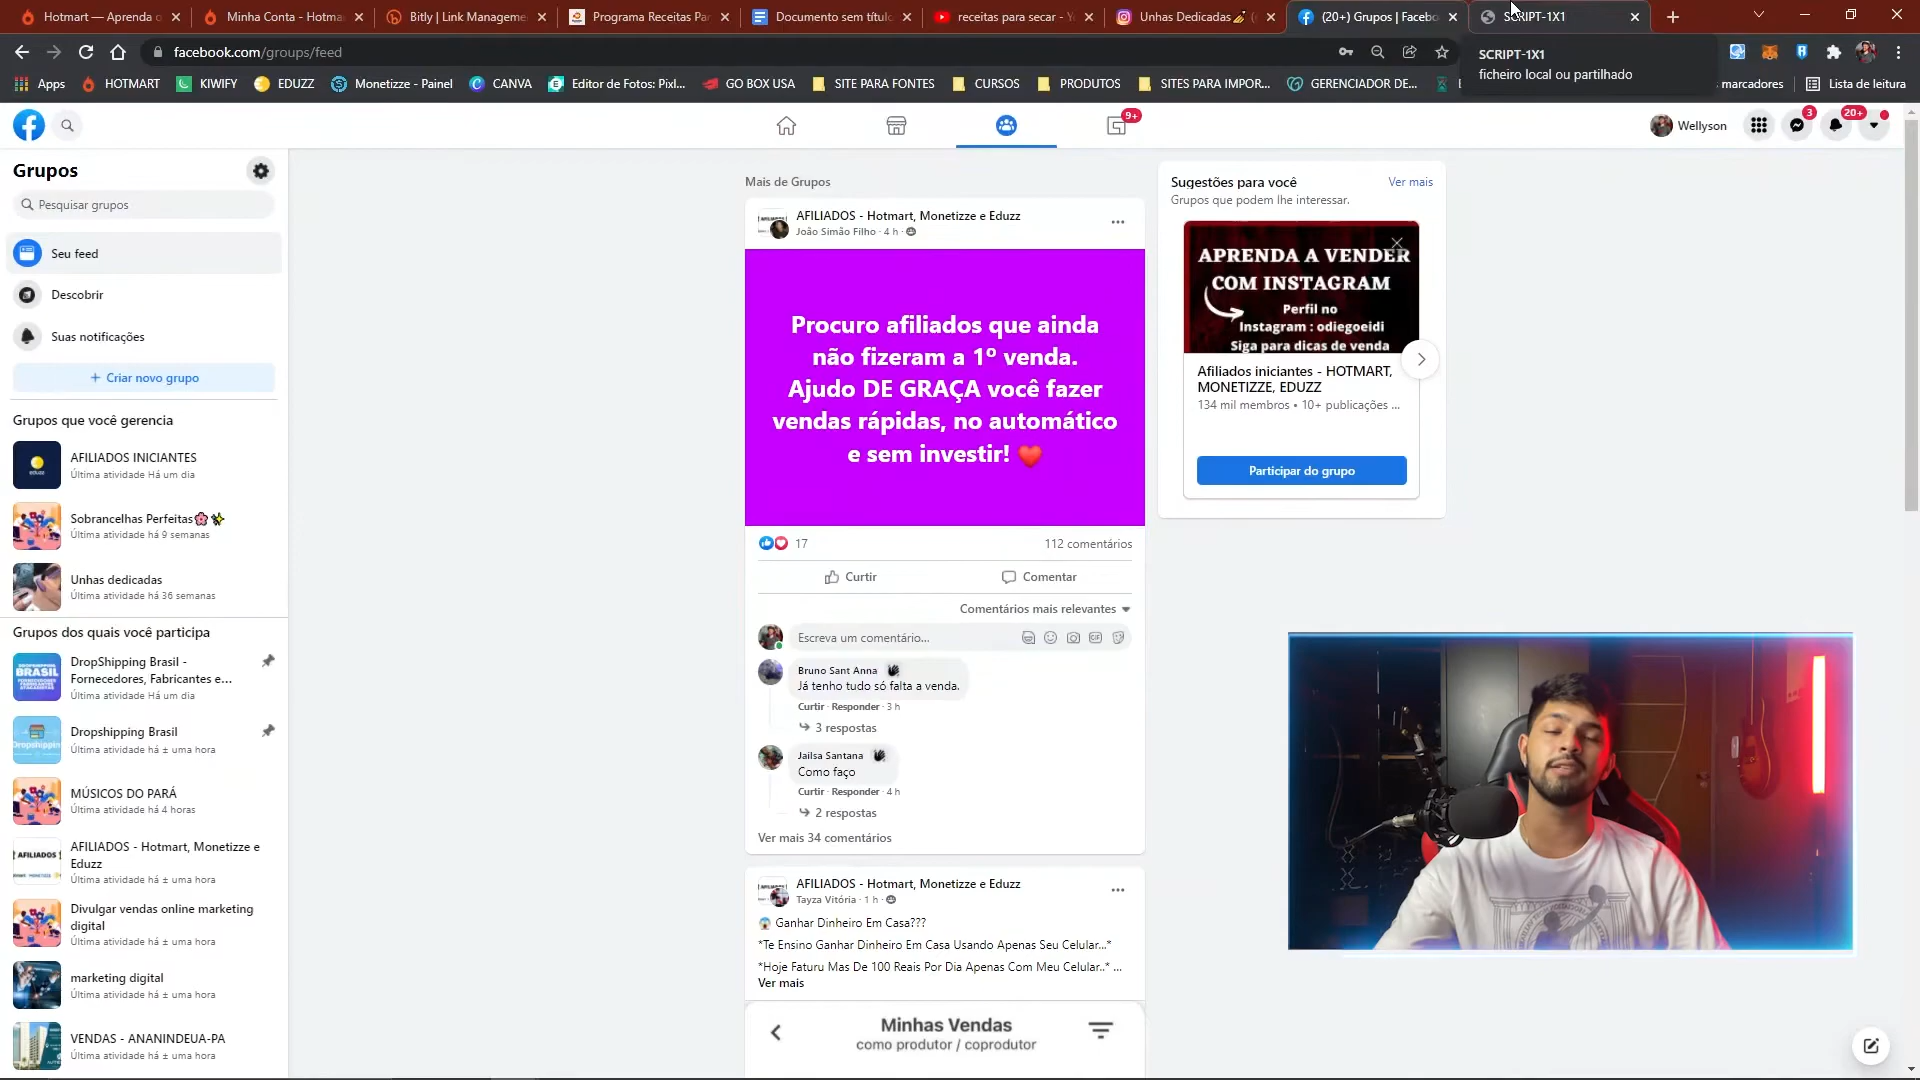 Hotmart — Aprenda o
Minha Conta - Hotma
Bitly | Link Manageme
Programa Receitas Par
Documento sem título
receitas para secar - Yo
Unhas Dedicadas
(20+) Grupos | Facebo
SCRIPT-1X1
facebook.com/groups/feed
SCRIPT-1X1
ficheiro local ou partilhado
Apps
HOTMART
KIWIFY
EDUZZ
Monetizze - Painel
CANVA
Editor de Fotos: Pixl...
GO BOX USA
SITE PARA FONTES
CURSOS
PRODUTOS
SITES PARA IMPOR...
GERENCIADOR DE...
marcadores
Lista de leitura
9+
Wellyson
3
20+
Grupos
Pesquisar grupos
Seu feed
Descobrir
Suas notificações
+ Criar novo grupo
Grupos que você gerencia
AFILIADOS INICIANTES
Última atividade Há um dia
Sobrancelhas Perfeitas🌸✨
Última atividade há 9 semanas
Unhas dedicadas
Última atividade há 36 semanas
Grupos dos quais você participa
DropShipping Brasil -
Fornecedores, Fabricantes e...
Última atividade Há um dia
Dropshipping Brasil
Última atividade há ± uma hora
MÚSICOS DO PARÁ
Última atividade há 4 horas
AFILIADOS - Hotmart, Monetizze e
Eduzz
Última atividade há ± uma hora
Divulgar vendas online marketing
digital
Última atividade há ± uma hora
marketing digital
Última atividade há ± uma hora
VENDAS - ANANINDEUA-PA
Última atividade há ± uma hora
Mais de Grupos
AFILIADOS - Hotmart, Monetizze e Eduzz
João Simão Filho · 4 h ·
Procuro afiliados que ainda
não fizeram a 1º venda.
Ajudo DE GRAÇA você fazer
vendas rápidas, no automático
e sem investir! ❤️
17
112 comentários
Curtir
Comentar
Comentários mais relevantes
Escreva um comentário...
GIF
Bruno Sant Anna
Já tenho tudo só falta a venda.
Curtir · Responder · 3 h
3 respostas
Jailsa Santana
Como faço
Curtir · Responder · 4 h
2 respostas
Ver mais 34 comentários
AFILIADOS - Hotmart, Monetizze e Eduzz
Tayza Vitória · 1 h ·
😱 Ganhar Dinheiro Em Casa???
*Te Ensino Ganhar Dinheiro Em Casa Usando Apenas Seu Celular...*
*Hoje Faturu Mas De 100 Reais Por Dia Apenas Com Meu Celular..* ...
Ver mais
Minhas Vendas
como produtor / coprodutor
Sugestões para você
Ver mais
Grupos que podem lhe interessar.
APRENDA A VENDER
COM INSTAGRAM
Perfil no
Instagram : odiegoeidi
Siga para dicas de venda
Afiliados iniciantes - HOTMART,
MONETIZZE, EDUZZ
134 mil membros • 10+ publicações ...
Participar do grupo